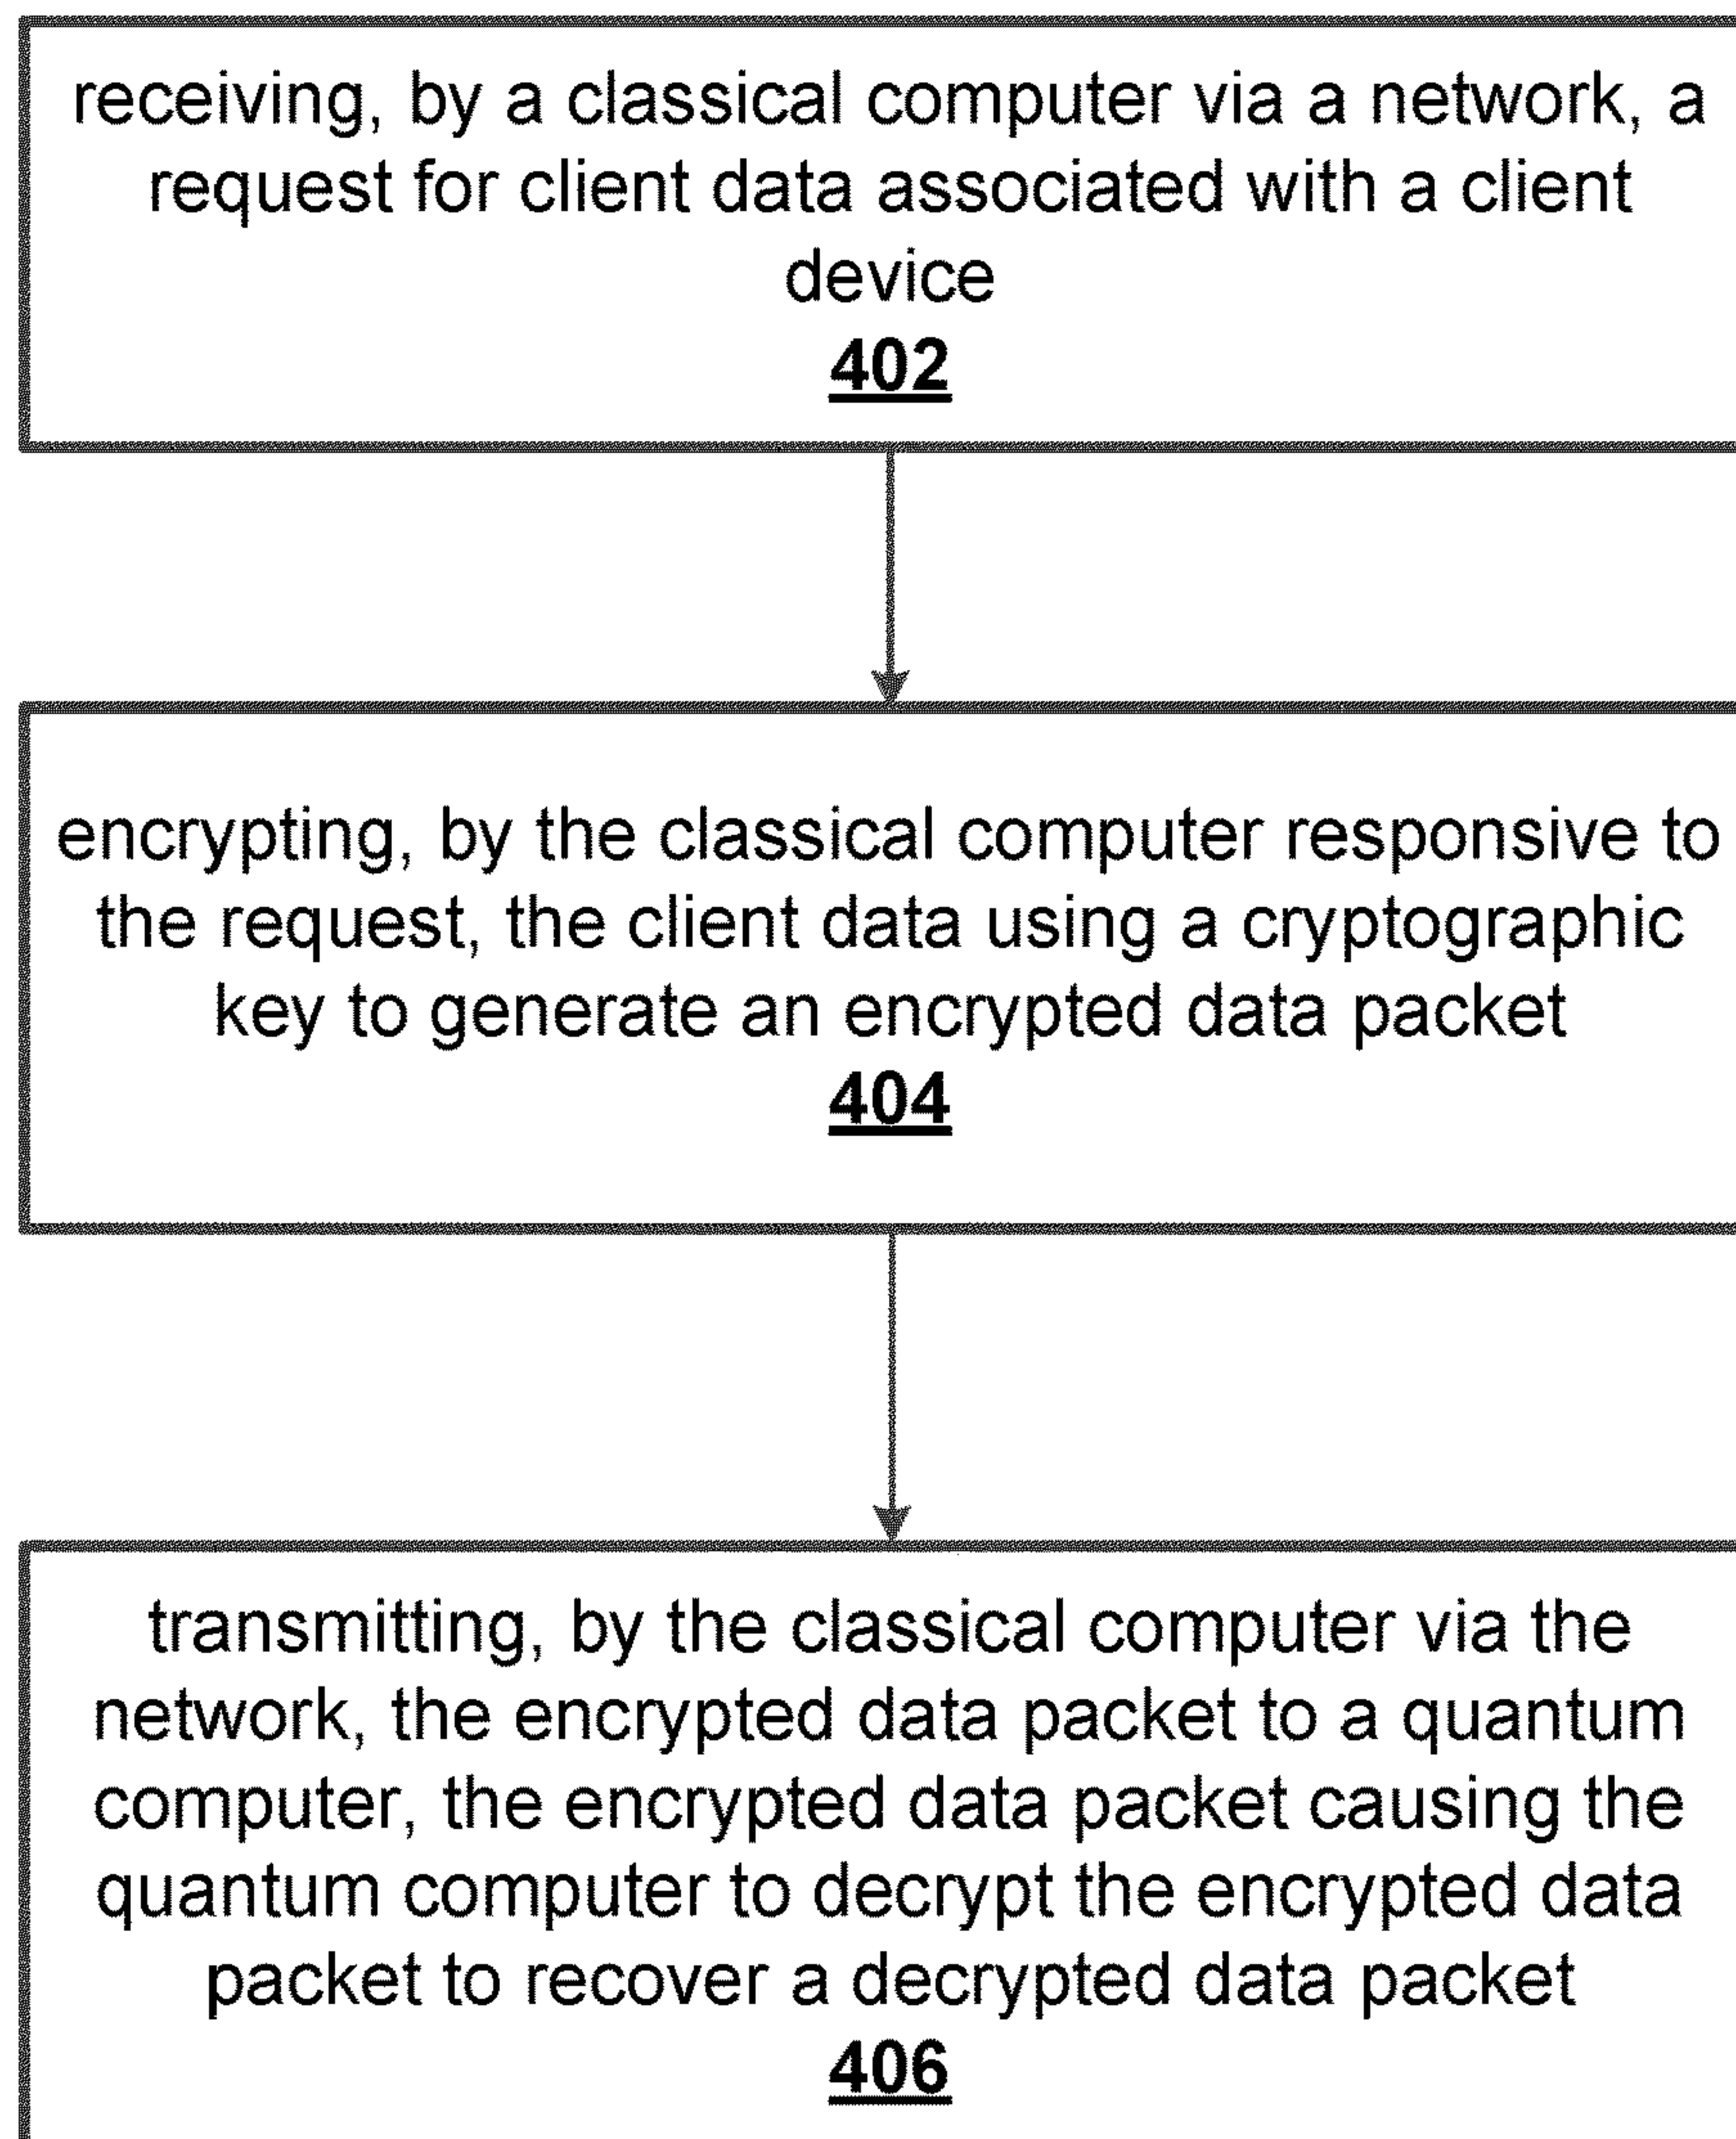 receiving, by a classical computer via a network, a
request for client data associated with a client
device
402
encrypting, by the classical computer responsive to
the request, the client data using a cryptographic
key to generate an encrypted data packet
404
transmitting, by the classical computer via the
network, the encrypted data packet to a quantum
computer, the encrypted data packet causing the
quantum computer to decrypt the encrypted data
packet to recover a decrypted data packet
406